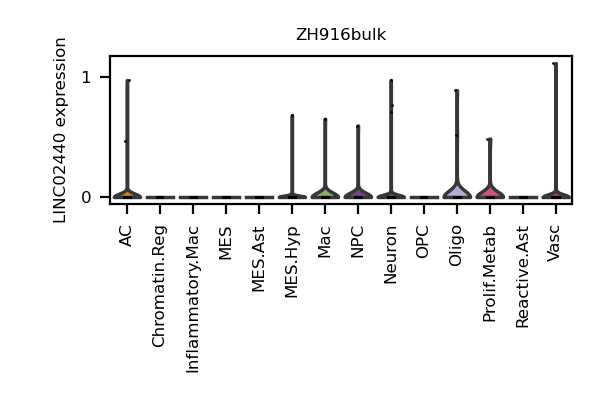 ZH916bulk
LINC02440 expression
1
0
AC
Chromatin.Reg
Inflammatory.Mac
MES
MES.Ast
MES.Hyp
Mac
NPC
Neuron
OPC
Oligo
Prolif.Metab
Reactive.Ast
Vasc